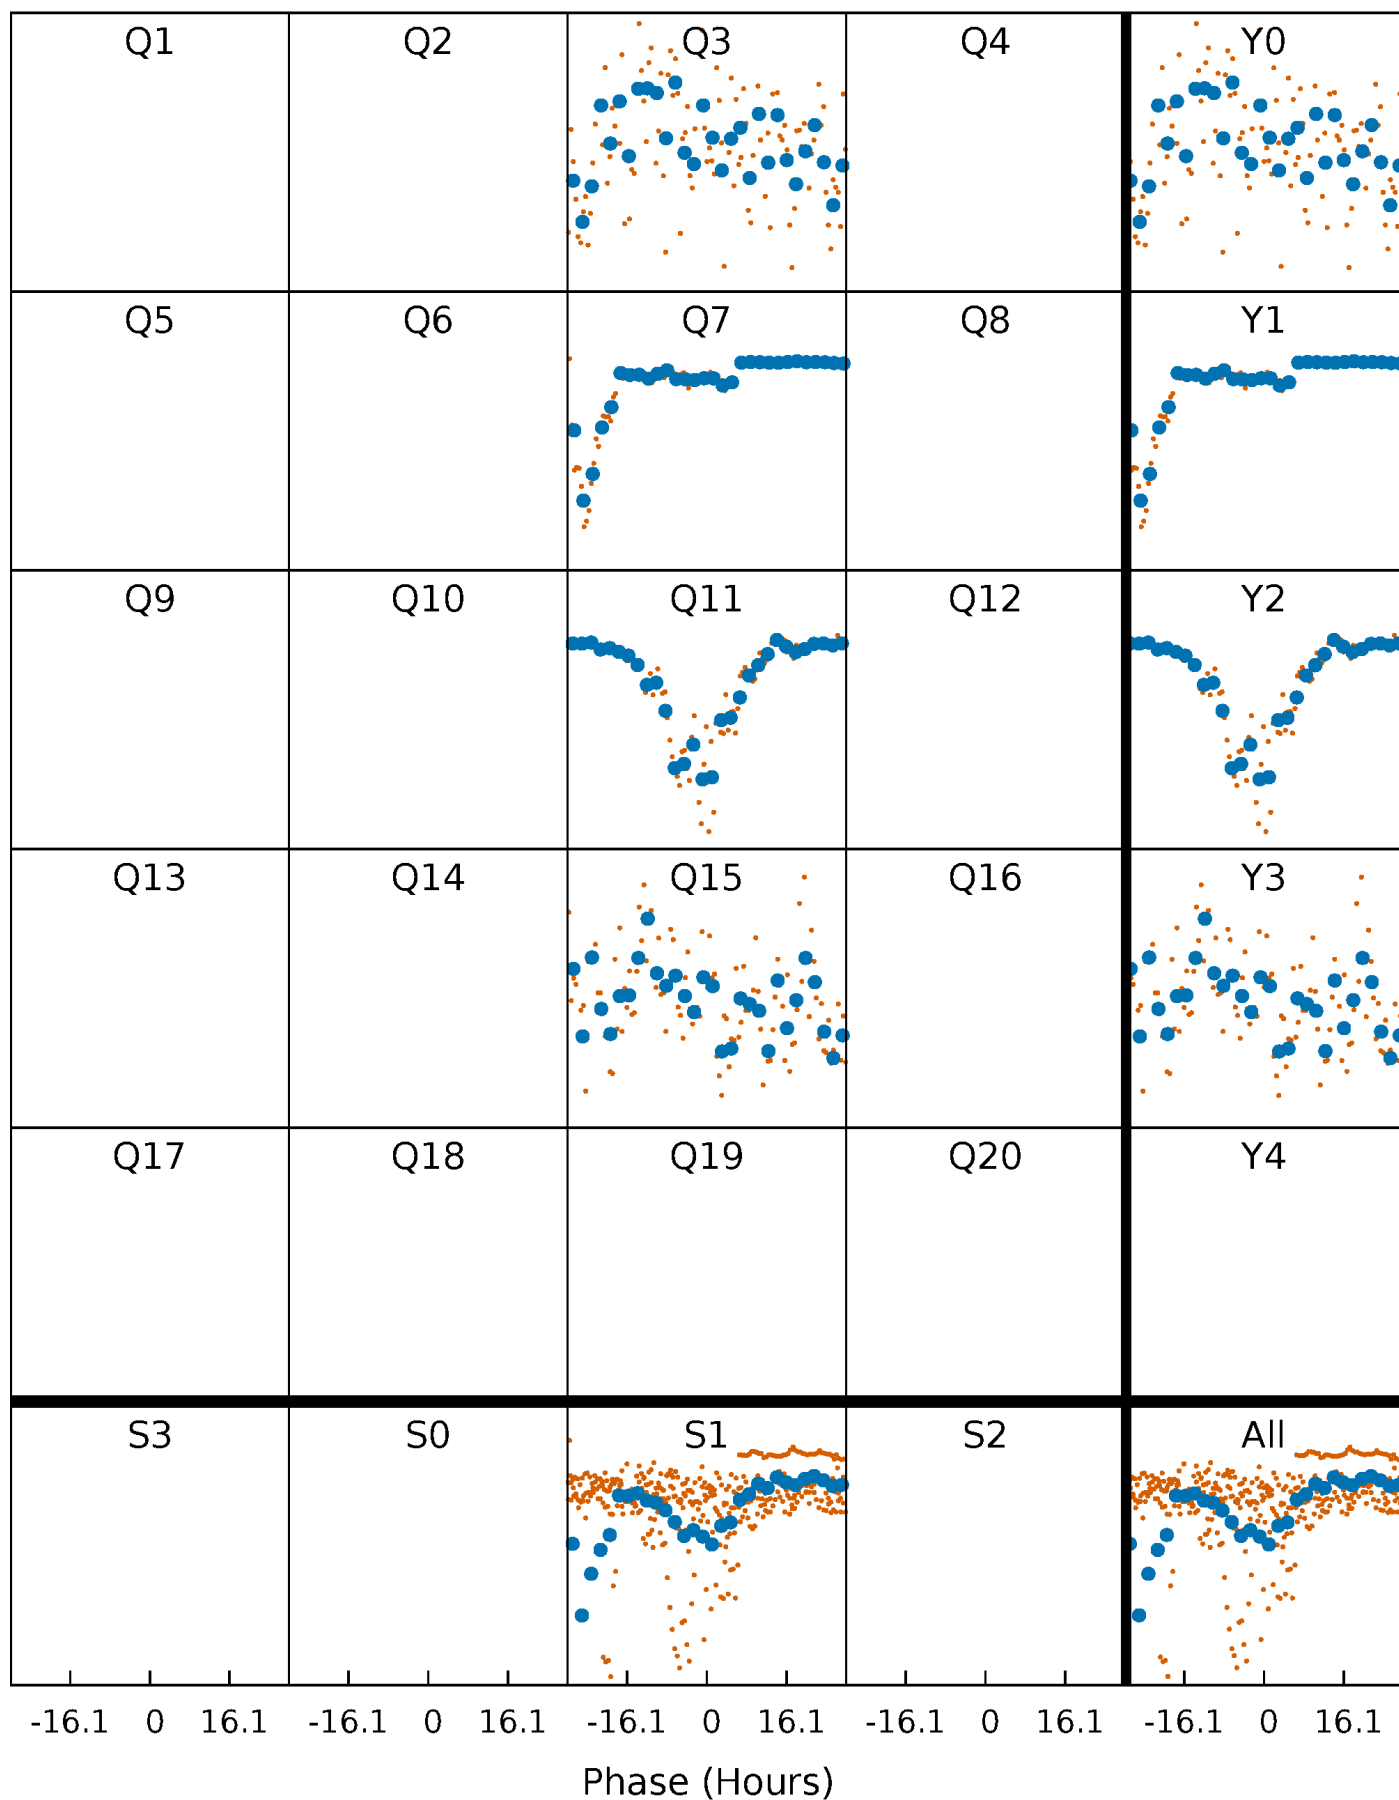 Q1 Q2 Q3 Q4 Y0
Q5 Q6 Q7 Q8 Y1
Q9 Q10 Q11 Q12 Y2
Q13 Q14 Q15 Q16 Y3
Q17 Q18 Q19 Q20 Y4
S3 S0 S1 S2 All
-16.1 0 16.1 -16.1 0 16.1 -16.1 0 16.1 -16.1 0 16.1 -16.1 0 16.1
Phase (Hours)